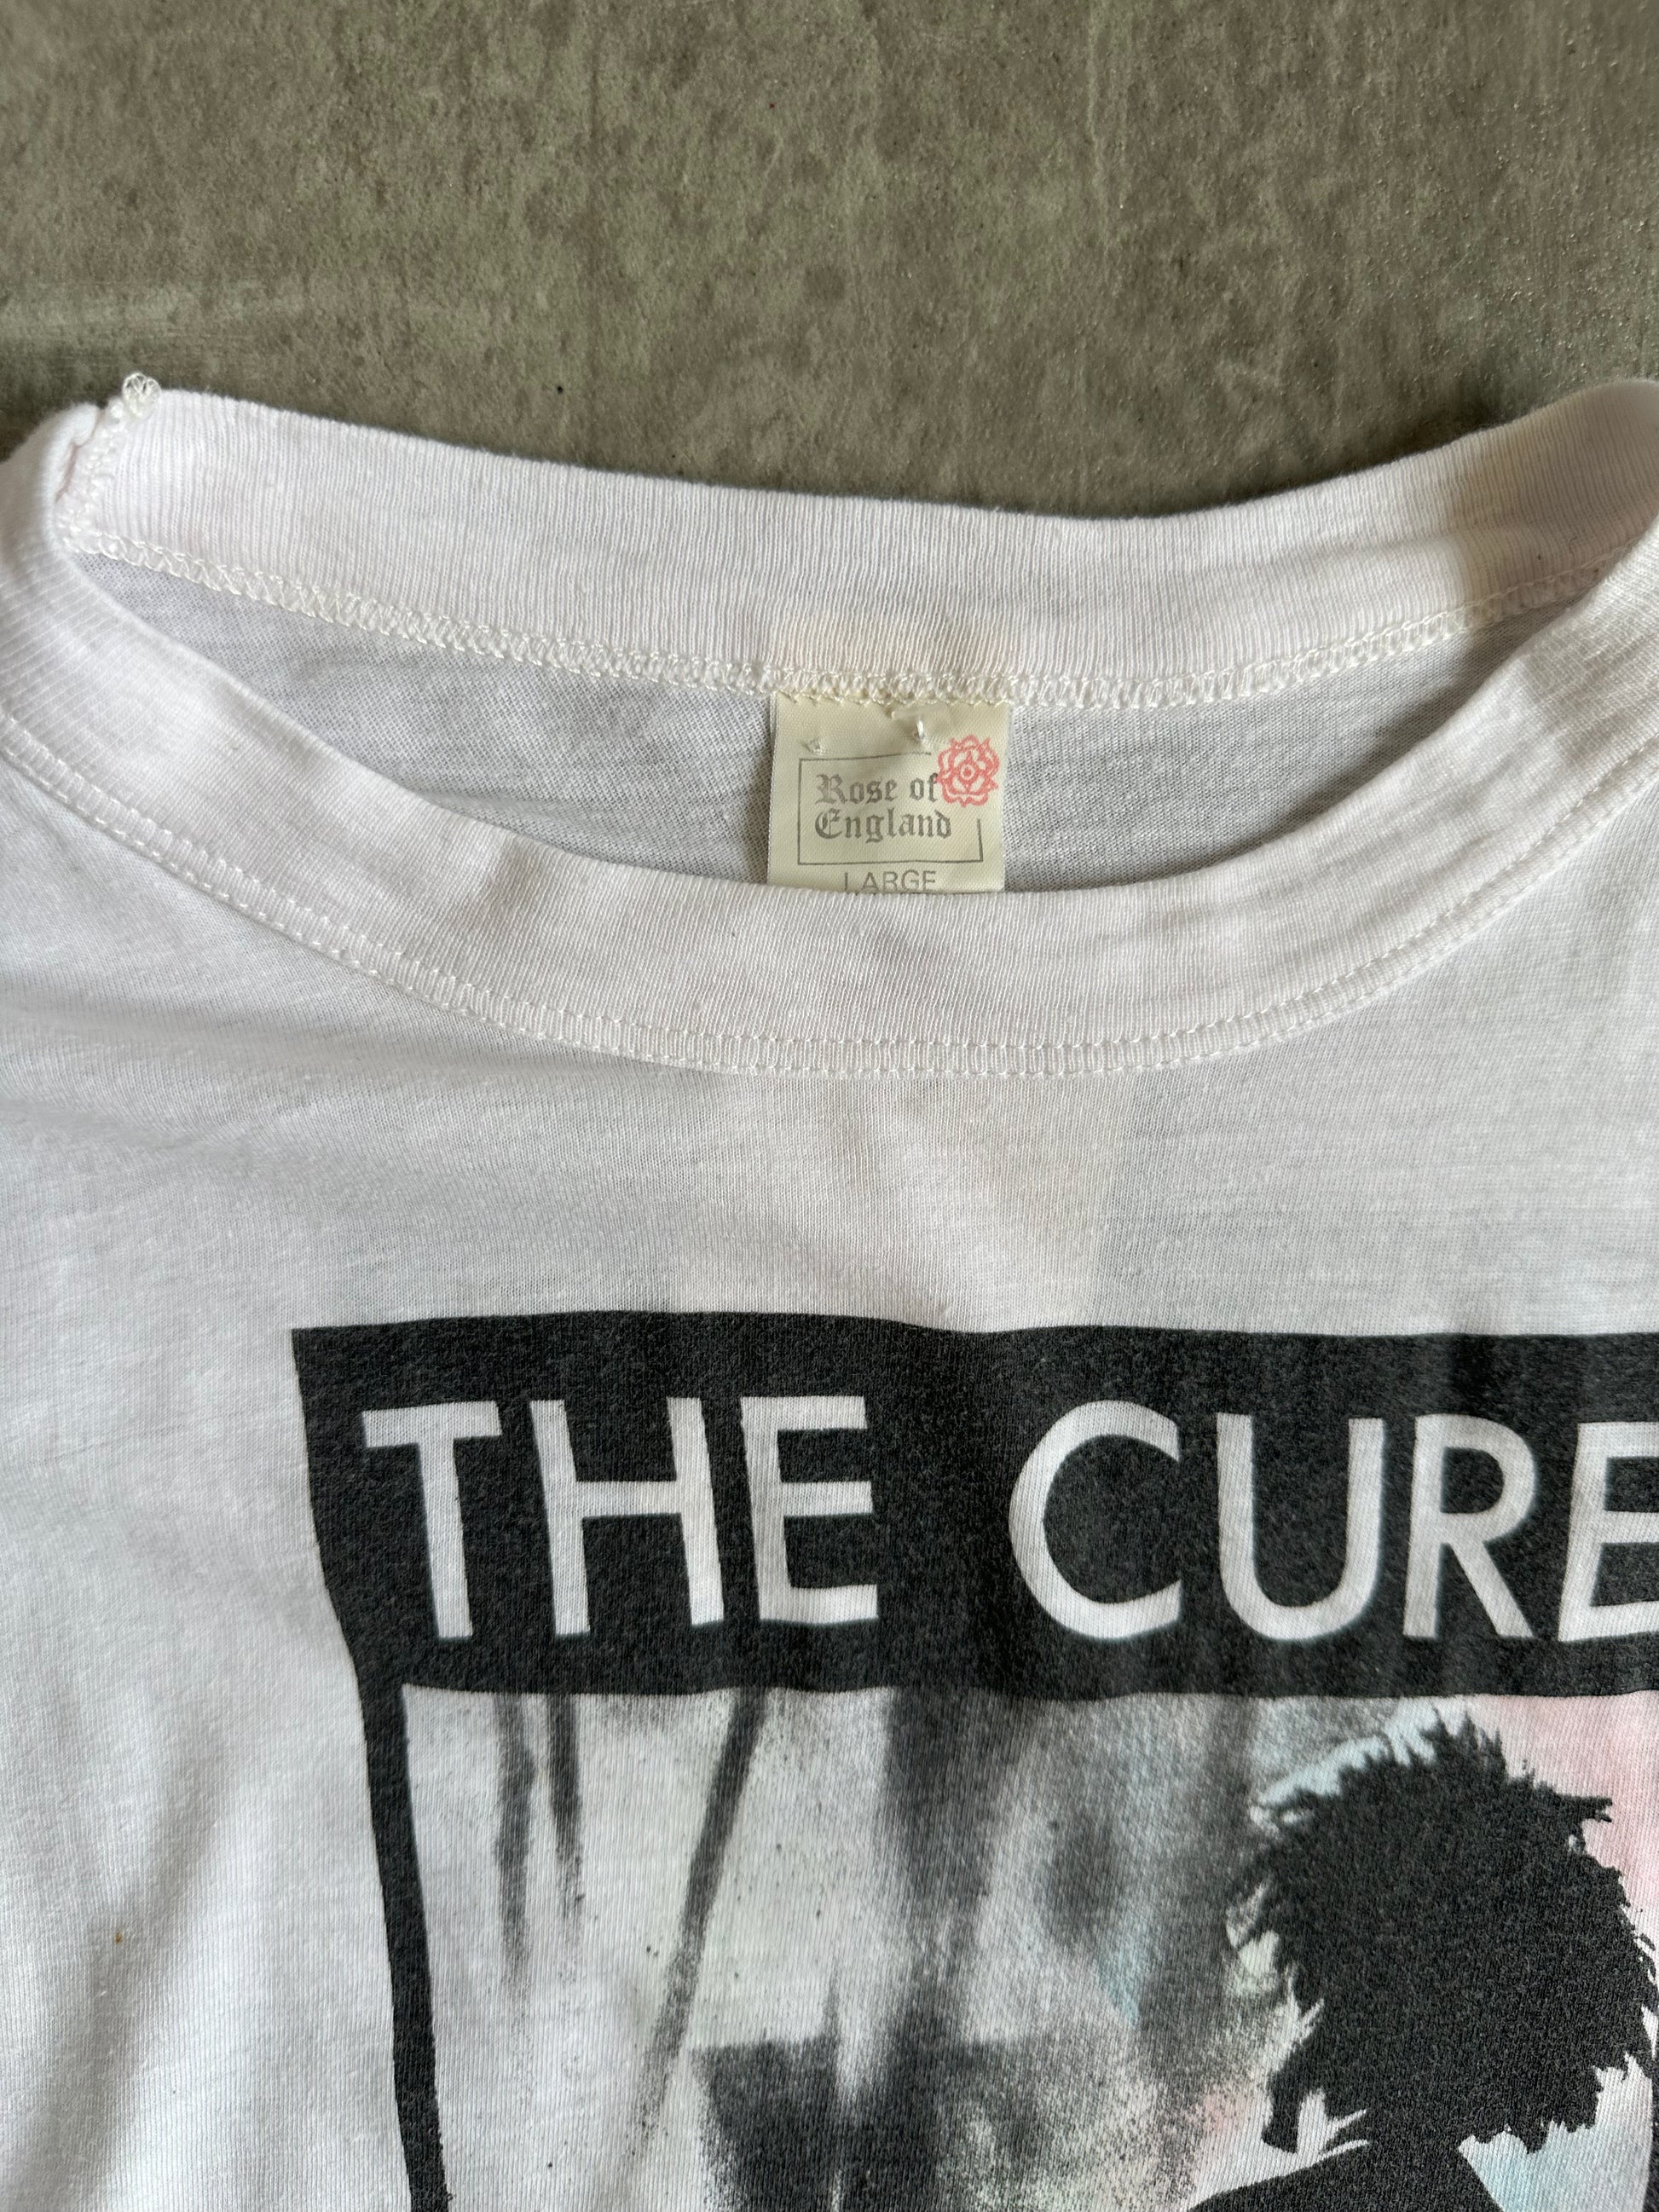 Rose of
England
LARGE
THE CURE